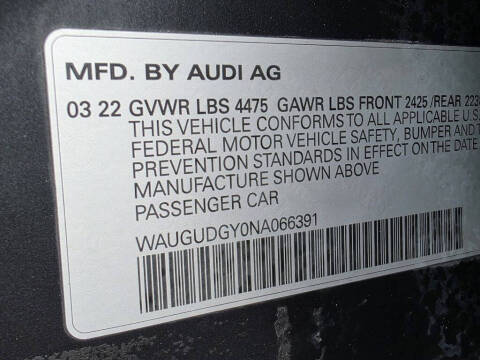 MFD. BY AUDI AG
03 22 GVWR LBS 4475 GAWR LBS FRONT 2425 /REAR
THIS VEHICLE CONFORMS TO ALL APPLICABLE U.S.
FEDERAL MOTOR VEHICLE SAFETY, BUMPER AND
PREVENTION STANDARDS IN EFFECT ON THE DATE
MANUFACTURE SHOWN ABOVE
PASSENGER CAR
WAUGUDGY0NA066391